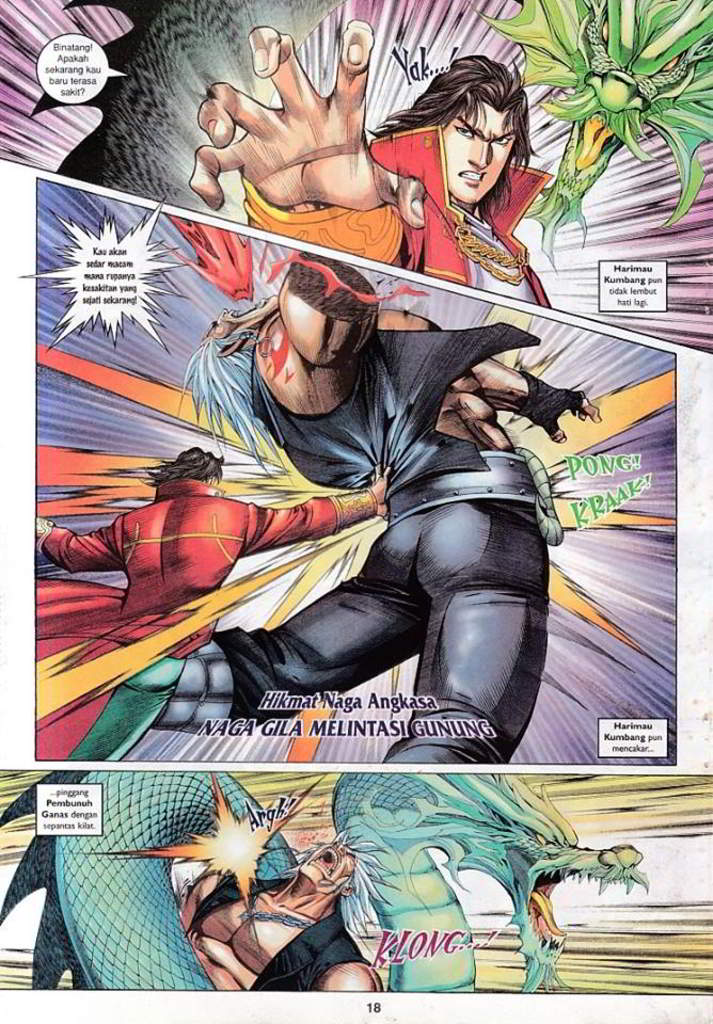 Binatang!
Apakah
sekarang kau
baru terasa
sakit?
Yak....!
Harimau
Kumbang pun
tidak lembut
hati lagi.
Kau akan
sedar macam
mana rupanya
kesakitan yang
sejati sekarang!
PONG!
KRAAK!
Hikmat Naga Angkasa
NAGA GILA MELINTASI GUNUNG
Harimau
Kumbang pun
mencakar...
...pinggang
Pembunuh
Ganas dengan
sepantas kilat.
Argh!
KLONG....!
18